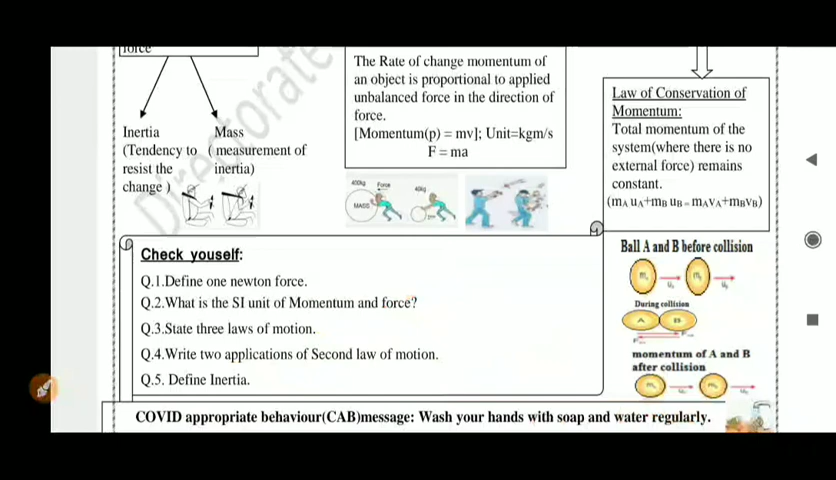 force
Directorate
The Rate of change momentum of
an object is proportional to applied
unbalanced force in the direction of
force.
[Momentum(p) = mv]; Unit=kgm/s
F = ma
Law of Conservation of
Momentum:
Total momentum of the
system(where there is no
external force) remains
constant.
(mA uA+mB uB = mAVA+mBVB)
Inertia
(Tendency to
resist the
change )
Mass
( measurement of
inertia)
400kg Force
MASS
40kg
Check youself:
Q.1.Define one newton force.
Q.2.What is the SI unit of Momentum and force?
Q.3.State three laws of motion.
Q.4.Write two applications of Second law of motion.
Q.5. Define Inertia.
Ball A and B before collision
During collision
A B
momentum of A and B
after collision
COVID appropriate behaviour(CAB)message: Wash your hands with soap and water regularly.